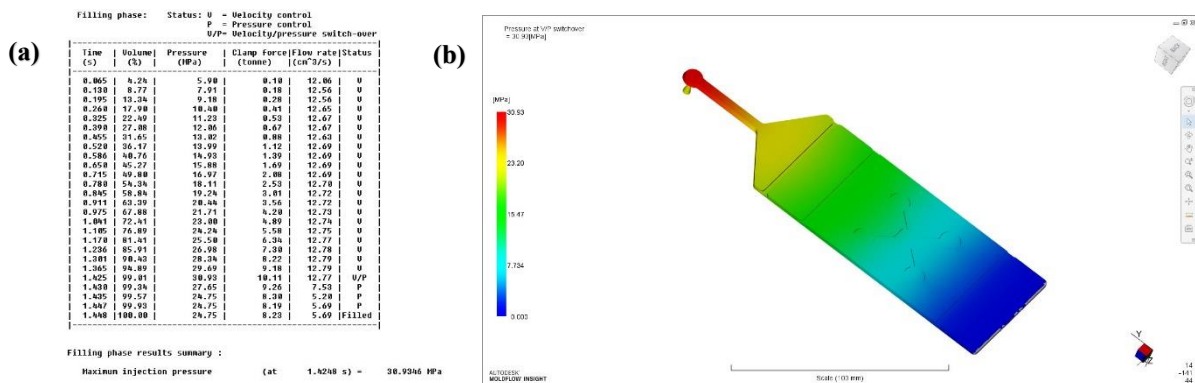 (a)
Filling phase: Status: V - Velocity control
P = Pressure control
V/P= Velocity/pressure switch-over
Time | Volume| Pressure | Clamp force|Flow rate|Status
(s) | (%) | (MPa) | (tonne) |(cm^3/s) |
0.065 | 4.24 | 5.90 | 0.10 | 12.06 | V
0.130 | 8.77 | 7.91 | 0.18 | 12.56 | V
0.195 | 13.34 | 9.18 | 0.28 | 12.56 | V
0.260 | 17.90 | 10.40 | 0.41 | 12.65 | V
0.325 | 22.49 | 11.23 | 0.53 | 12.67 | V
0.390 | 27.08 | 12.06 | 0.67 | 12.67 | V
0.455 | 31.65 | 13.02 | 0.88 | 12.63 | V
0.520 | 36.17 | 13.99 | 1.12 | 12.69 | V
0.586 | 40.76 | 14.93 | 1.39 | 12.69 | V
0.650 | 45.27 | 15.88 | 1.69 | 12.69 | V
0.715 | 49.80 | 16.97 | 2.08 | 12.69 | V
0.780 | 54.34 | 18.11 | 2.53 | 12.70 | V
0.845 | 58.84 | 19.24 | 3.01 | 12.72 | V
0.911 | 63.39 | 20.44 | 3.56 | 12.72 | V
0.975 | 67.88 | 21.71 | 4.20 | 12.73 | V
1.041 | 72.41 | 23.00 | 4.89 | 12.74 | V
1.105 | 76.89 | 24.24 | 5.58 | 12.75 | V
1.170 | 81.41 | 25.50 | 6.34 | 12.77 | V
1.236 | 85.91 | 26.98 | 7.30 | 12.78 | V
1.301 | 90.43 | 28.34 | 8.22 | 12.79 | V
1.365 | 94.89 | 29.69 | 9.18 | 12.79 | V
1.425 | 99.01 | 30.93 | 10.11 | 12.77 | V/P
1.430 | 99.34 | 27.65 | 9.26 | 7.53 | P
1.435 | 99.57 | 24.75 | 8.30 | 5.20 | P
1.447 | 99.93 | 24.75 | 8.19 | 5.69 | P
1.448 |100.00 | 24.75 | 8.23 | 5.69 |Filled
Filling phase results summary :
Maximum injection pressure (at 1.4248 s) = 30.9346 MPa
(b)
Pressure at V/P switchover
= 30.93[MPa]
[MPa]
30.93
23.20
15.47
7.734
0.000
AUTODESK
MOLDFLOW INSIGHT
Scale (100 mm)
Y
Z
14
-141
44